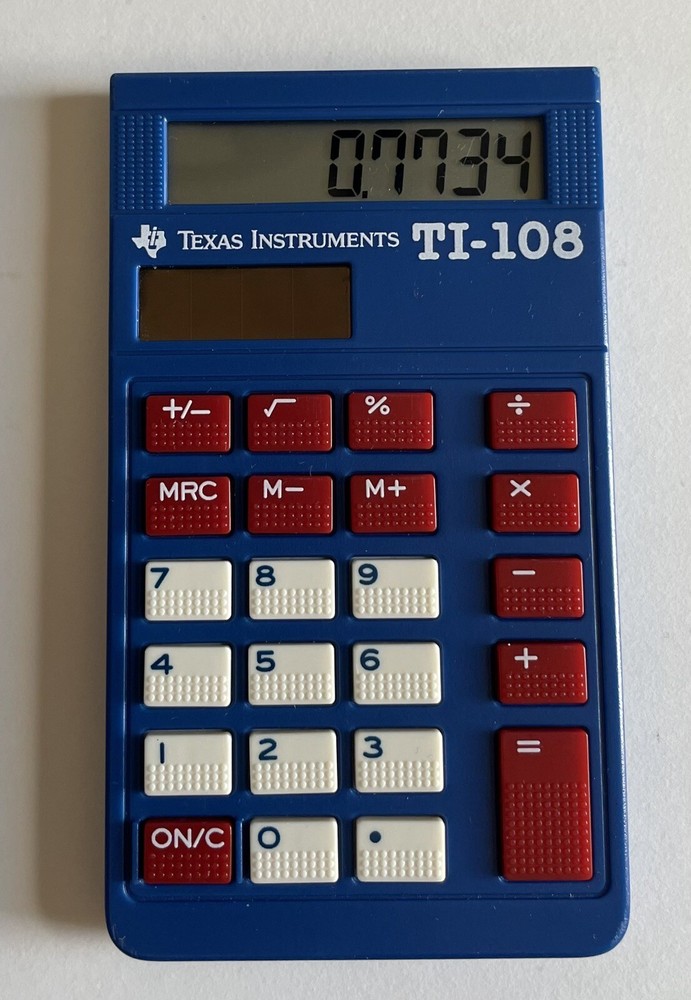 0.7734
TEXAS INSTRUMENTS TI-108
+/− √ % ÷
MRC M− M+ ×
7 8 9 −
4 5 6 +
1 2 3 =
ON/C 0 •